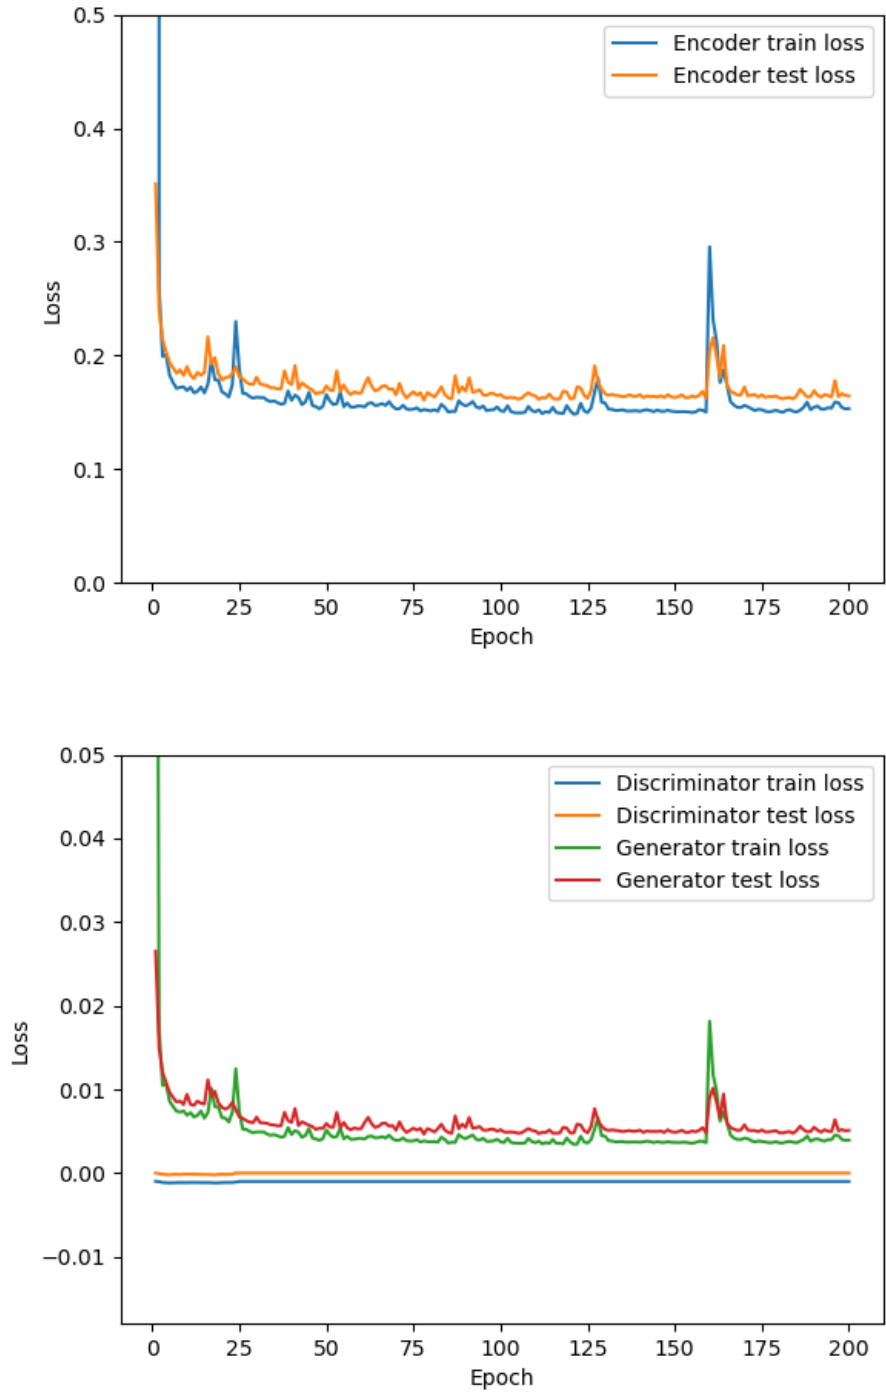 0.5
Encoder train loss
Encoder test loss
0.4
0.3
Loss
0.2
0.1
0.0
0 25 50 75 100 125 150 175 200
Epoch
0.05
Discriminator train loss
Discriminator test loss
Generator train loss
Generator test loss
0.04
0.03
0.02
Loss
0.01
0.00
−0.01
0 25 50 75 100 125 150 175 200
Epoch